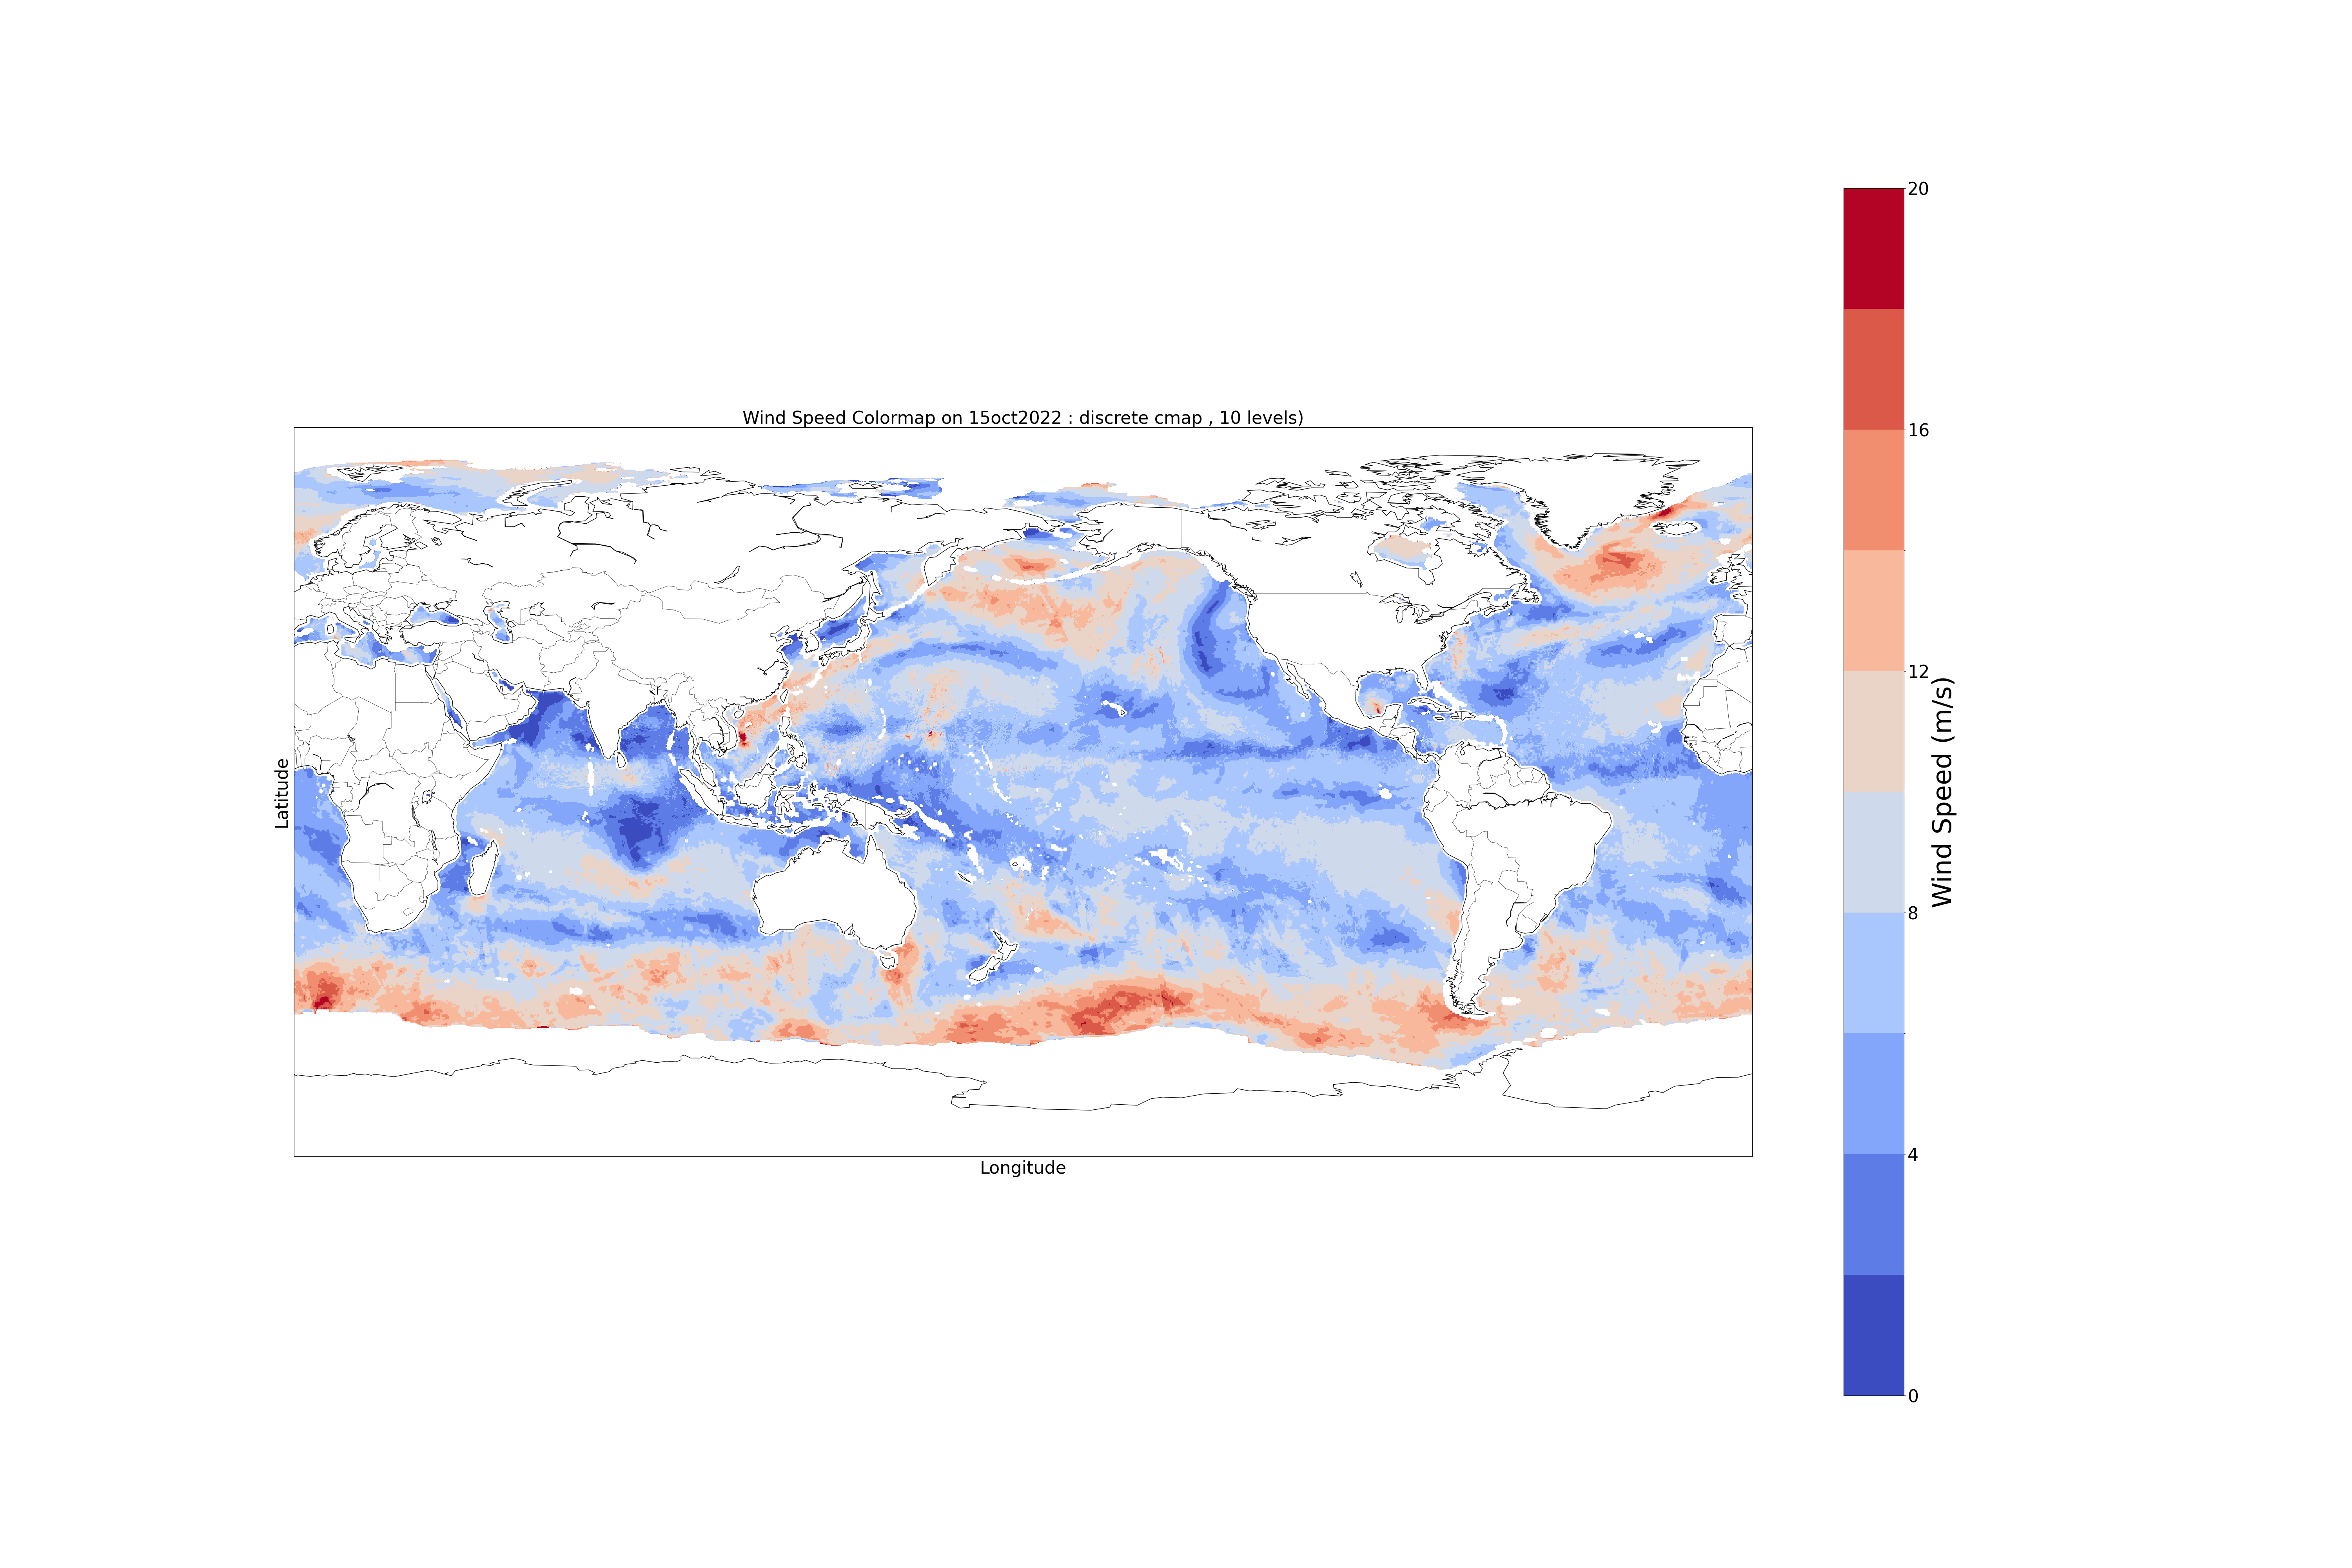 Wind Speed Colormap on 15oct2022 : discrete cmap , 10 levels)
Latitude
Longitude
20
16
12
8
4
0
Wind Speed (m/s)